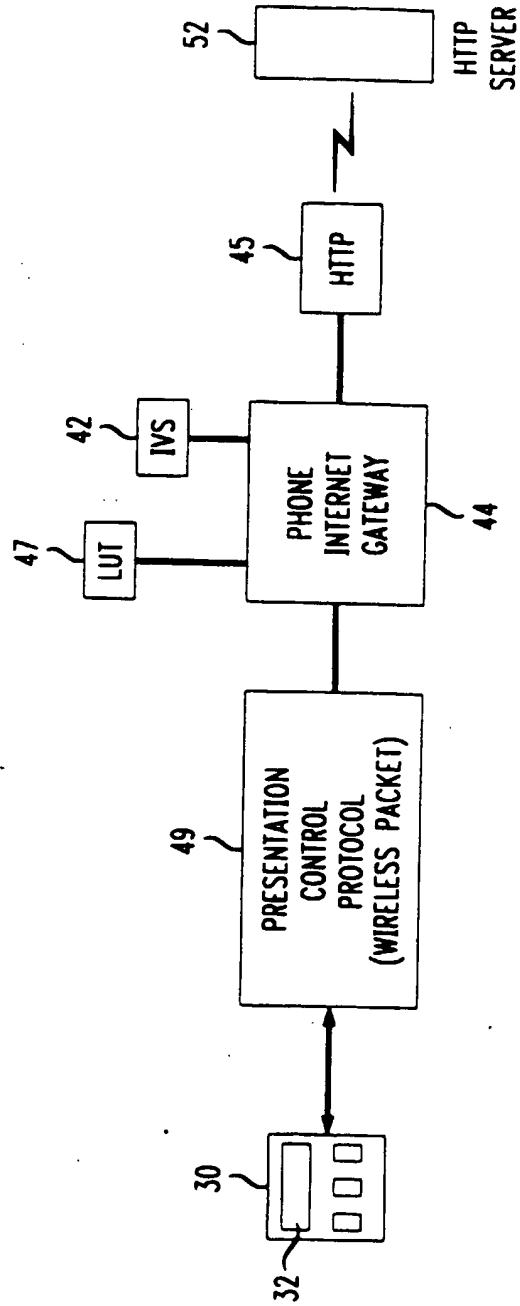 30
32
49
PRESENTATION
CONTROL
PROTOCOL
(WIRELESS PACKET)
47
LUT
42
IVS
PHONE
INTERNET
GATEWAY
44
45
HTTP
52
HTTP
SERVER